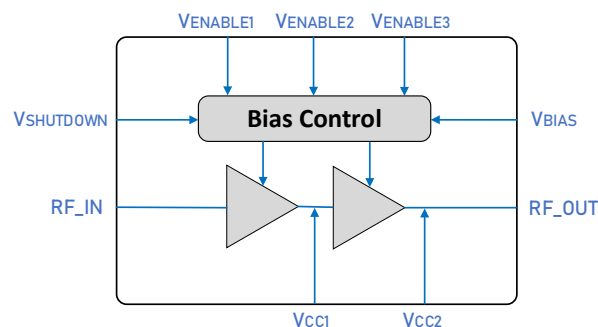 VENABLE1 VENABLE2 VENABLE3
Bias Control
VSHUTDOWN
VBIAS
RF_IN
RF_OUT
VCC1
VCC2